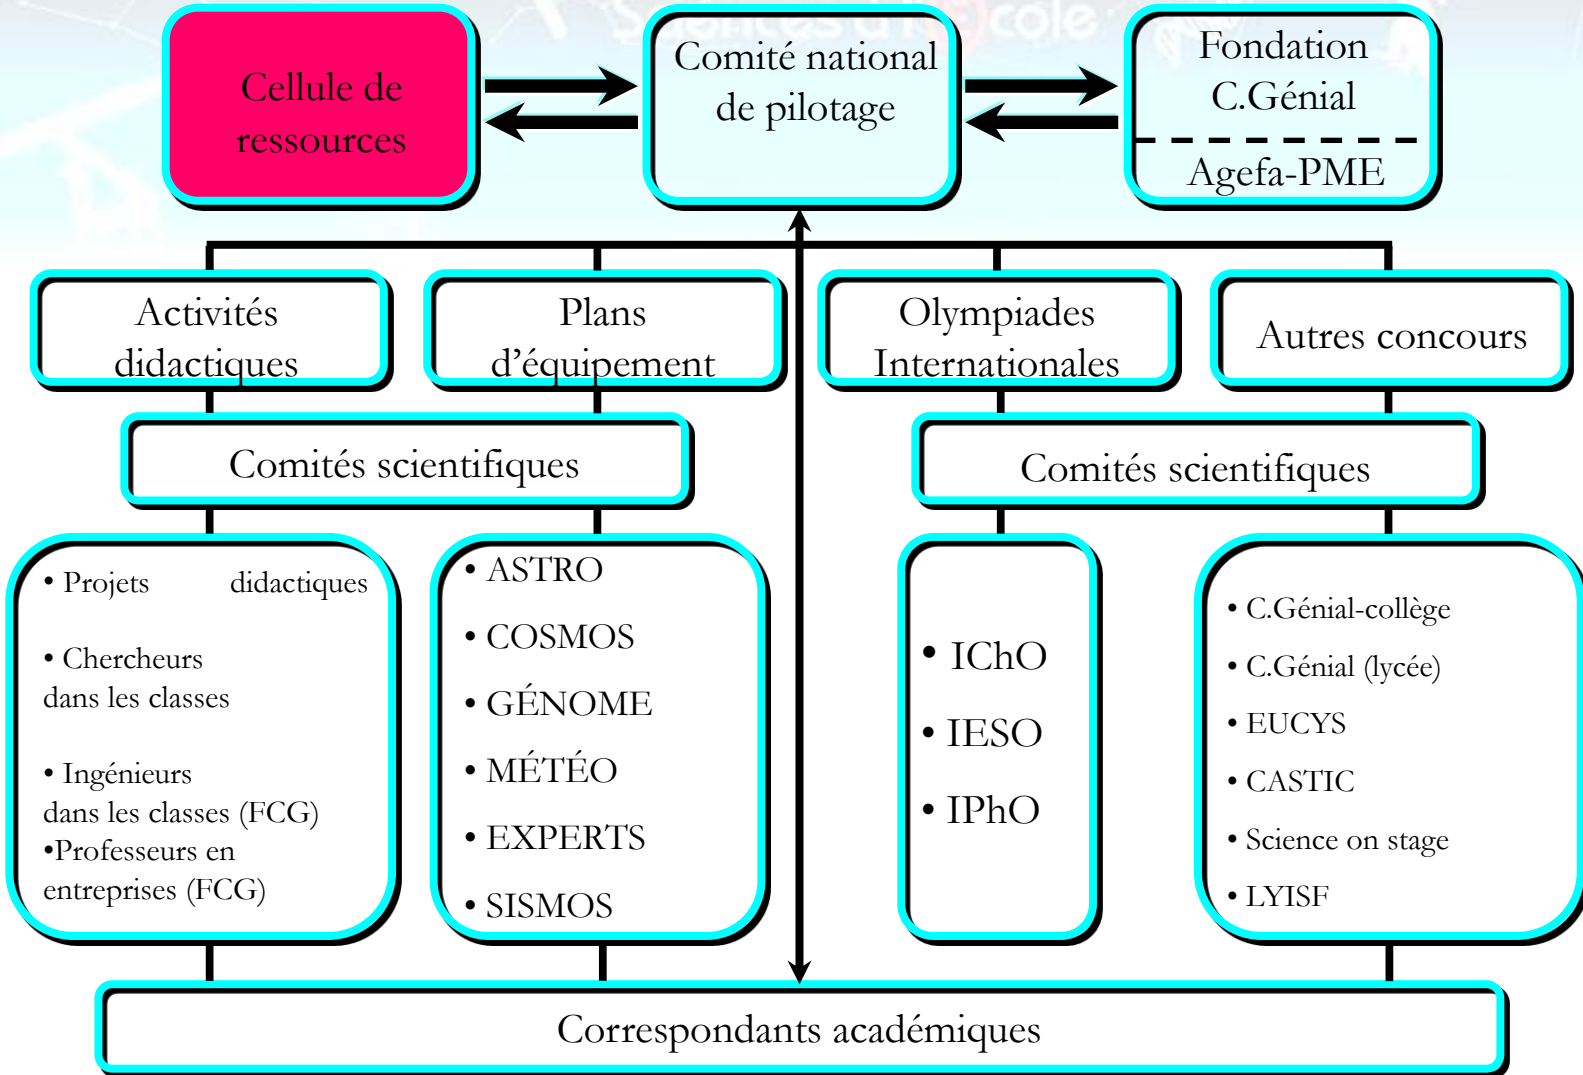 Sciences à l'École
Cellule de
ressources
Comité national
de pilotage
Fondation
C.Génial
Agefa-PME
Activités
didactiques
Plans
d’équipement
Olympiades
Internationales
Autres concours
Comités scientifiques
Comités scientifiques
• Projets didactiques
• Chercheurs
dans les classes
• Ingénieurs
dans les classes (FCG)
•Professeurs en
entreprises (FCG)
• ASTRO
• COSMOS
• GÉNOME
• MÉTÉO
• EXPERTS
• SISMOS
• IChO
• IESO
• IPhO
• C.Génial-collège
• C.Génial (lycée)
• EUCYS
• CASTIC
• Science on stage
• LYISF
Correspondants académiques